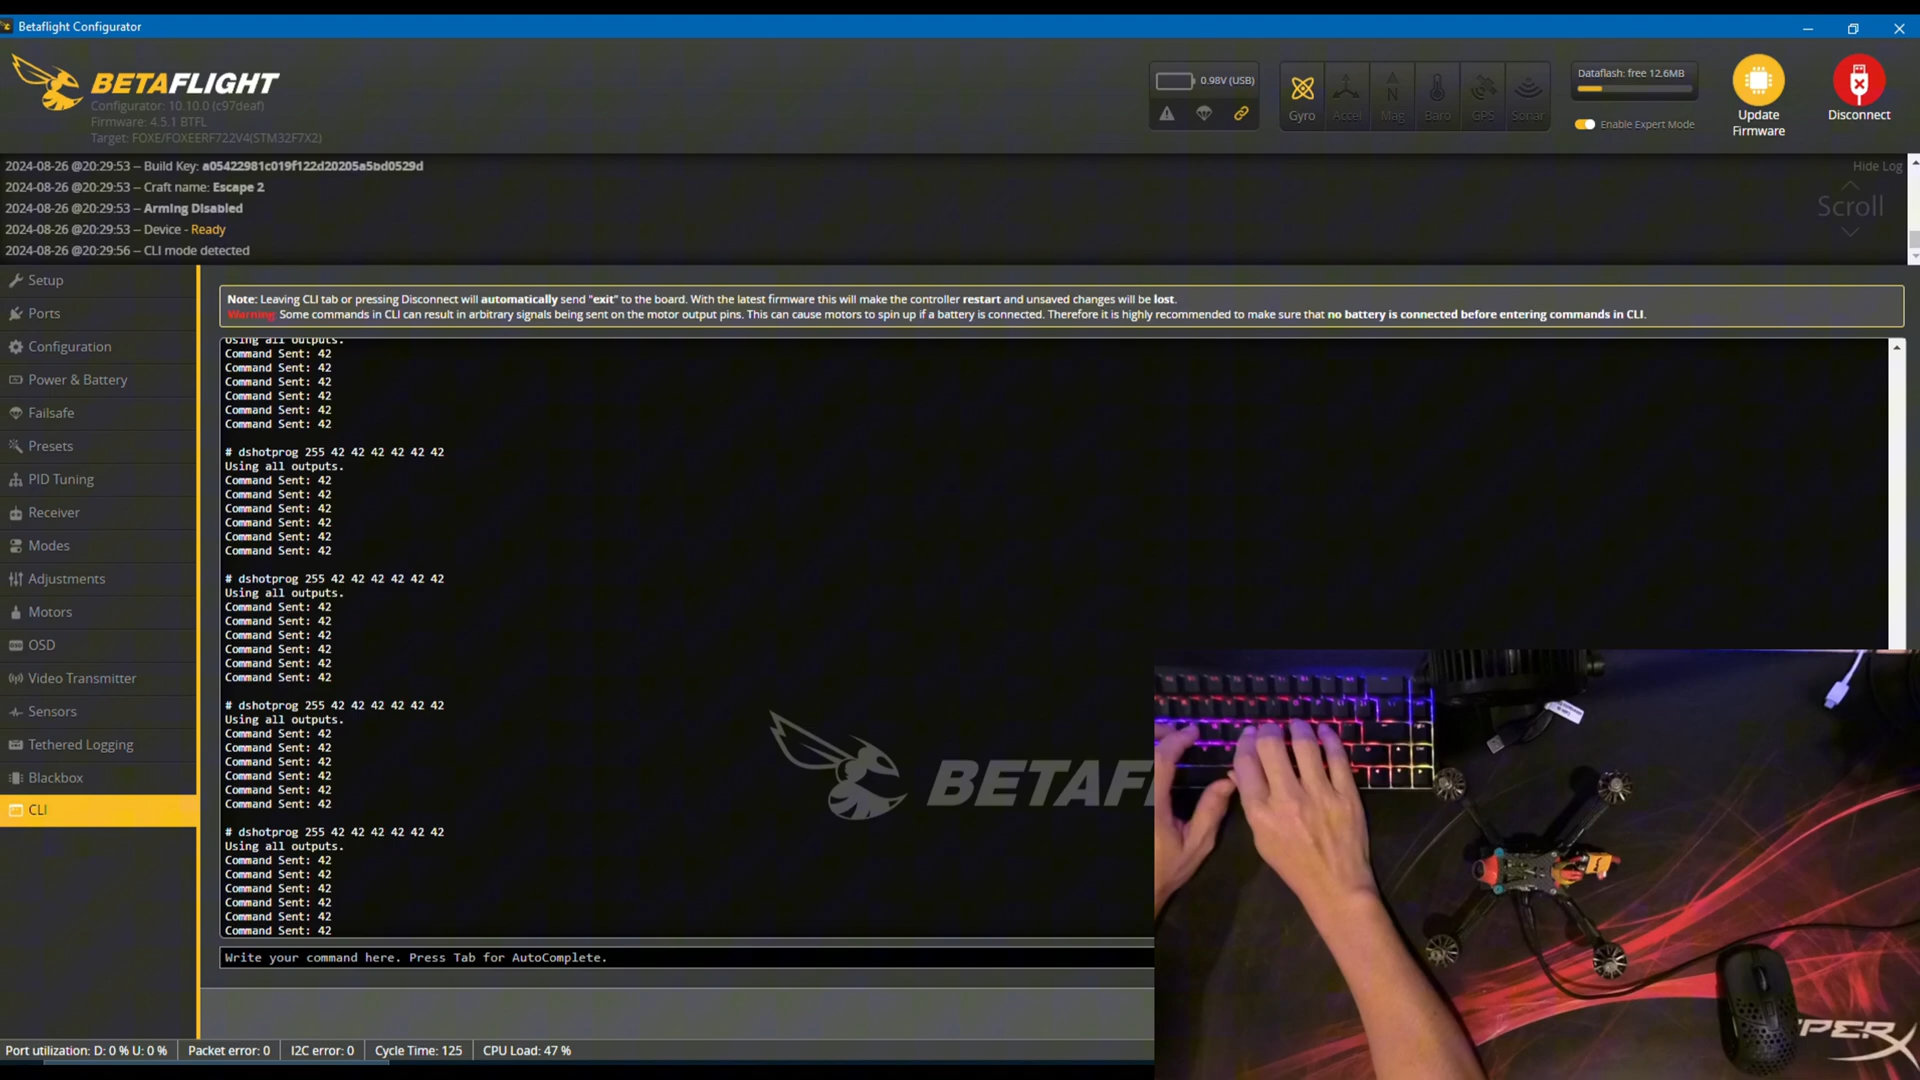 Betaflight Configurator
BETAFLIGHT
Configurator: 10.10.0 (c97deaf)
Firmware: 4.5.1 BTFL
Target: FOXE/FOXEERF722V4(STM32F7X2)
0.98V (USB)
Gyro
Accel
Mag
Baro
GPS
Sonar
Dataflash: free 12.6MB
Enable Expert Mode
Update
Firmware
Disconnect
2024-08-26 @20:29:53 -- Build Key: a05422981c019f122d20205a5bd0529d
2024-08-26 @20:29:53 -- Craft name: Escape 2
2024-08-26 @20:29:53 -- Arming Disabled
2024-08-26 @20:29:53 -- Device - Ready
2024-08-26 @20:29:56 -- CLI mode detected
Hide Log
Scroll
Setup
Ports
Configuration
Power & Battery
Failsafe
Presets
PID Tuning
Receiver
Modes
Adjustments
Motors
OSD
Video Transmitter
Sensors
Tethered Logging
Blackbox
CLI
Note: Leaving CLI tab or pressing Disconnect will automatically send "exit" to the board. With the latest firmware this will make the controller restart and unsaved changes will be lost.
Warning: Some commands in CLI can result in arbitrary signals being sent on the motor output pins. This can cause motors to spin up if a battery is connected. Therefore it is highly recommended to make sure that no battery is connected before entering commands in CLI.
Using all outputs.
Command Sent: 42
Command Sent: 42
Command Sent: 42
Command Sent: 42
Command Sent: 42
Command Sent: 42
# dshotprog 255 42 42 42 42 42 42
Using all outputs.
Command Sent: 42
Command Sent: 42
Command Sent: 42
Command Sent: 42
Command Sent: 42
Command Sent: 42
# dshotprog 255 42 42 42 42 42 42
Using all outputs.
Command Sent: 42
Command Sent: 42
Command Sent: 42
Command Sent: 42
Command Sent: 42
Command Sent: 42
# dshotprog 255 42 42 42 42 42 42
Using all outputs.
Command Sent: 42
Command Sent: 42
Command Sent: 42
Command Sent: 42
Command Sent: 42
Command Sent: 42
# dshotprog 255 42 42 42 42 42 42
Using all outputs.
Command Sent: 42
Command Sent: 42
Command Sent: 42
Command Sent: 42
Command Sent: 42
Command Sent: 42
BETAF
Write your command here. Press Tab for AutoComplete.
PERX
Port utilization: D: 0 % U: 0 %
Packet error: 0
I2C error: 0
Cycle Time: 125
CPU Load: 47 %